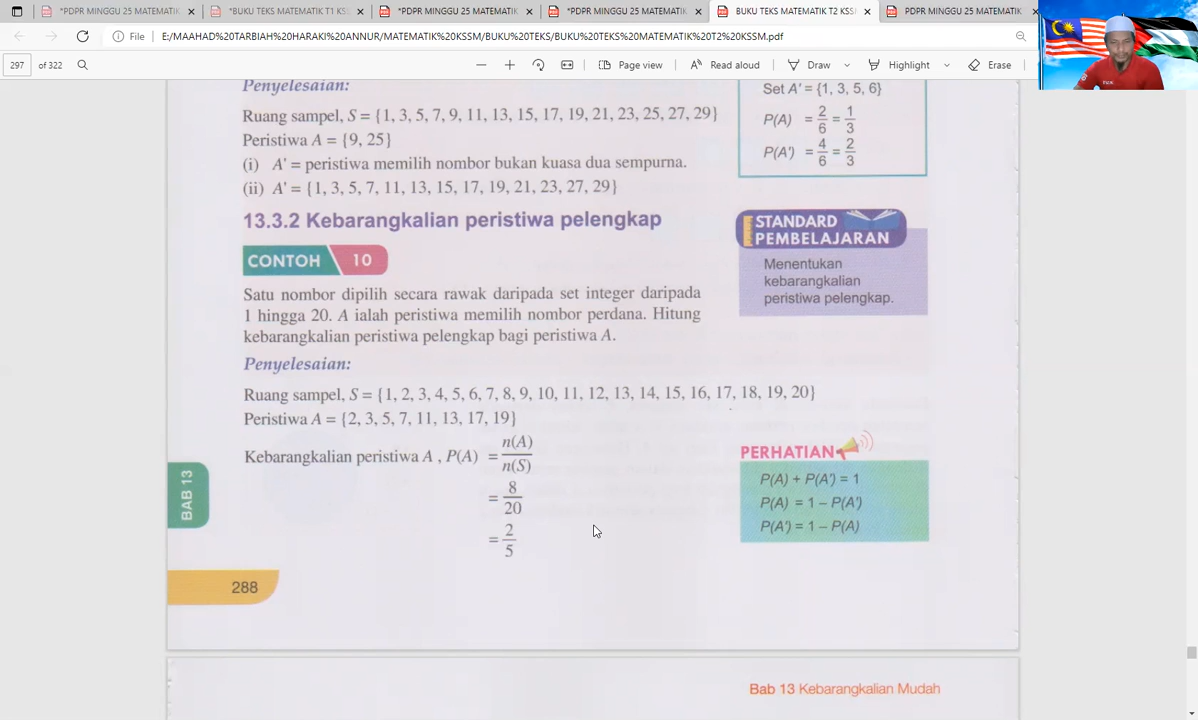 *PDPR MINGGU 25 MATEMATIK
*BUKU TEKS MATEMATIK T1 KSS
*PDPR MINGGU 25 MATEMATIK
*PDPR MINGGU 25 MATEMATIK
BUKU TEKS MATEMATIK T2 KSSM
PDPR MINGGU 25 MATEMATIK
File
E:/MAAHAD%20TARBIAH%20HARAKI%20AN
EMATIK%20KSSM/BUKU%20TEKS/BUKU%20TEKS%20MATEMATIK%20T2%20KSSM.pdf
297 of 322
Page view
Read aloud
Draw
Highlight
Erase
Penyelesaian:
Ruang sampel, S = {1, 3, 5, 7, 9, 11, 13, 15, 17, 19, 21, 23, 25, 27, 29}
Peristiwa A = {9, 25}
(i) A' = peristiwa memilih nombor bukan kuasa dua sempurna.
(ii) A' = {1, 3, 5, 7, 11, 13, 15, 17, 19, 21, 23, 27, 29}
Set A' = {1, 3, 5, 6}
P(A) = 2/6 = 1/3
P(A') = 4/6 = 2/3
13.3.2 Kebarangkalian peristiwa pelengkap
STANDARD
PEMBELAJARAN
Menentukan
kebarangkalian
peristiwa pelengkap.
CONTOH 10
Satu nombor dipilih secara rawak daripada set integer daripada
1 hingga 20. A ialah peristiwa memilih nombor perdana. Hitung
kebarangkalian peristiwa pelengkap bagi peristiwa A.
Penyelesaian:
Ruang sampel, S = {1, 2, 3, 4, 5, 6, 7, 8, 9, 10, 11, 12, 13, 14, 15, 16, 17, 18, 19, 20}
Peristiwa A = {2, 3, 5, 7, 11, 13, 17, 19}
Kebarangkalian peristiwa A , P(A) = n(A)/n(S)
= 8/20
= 2/5
PERHATIAN
P(A) + P(A') = 1
P(A) = 1 – P(A')
P(A') = 1 – P(A)
BAB 13
288
Bab 13 Kebarangkalian Mudah